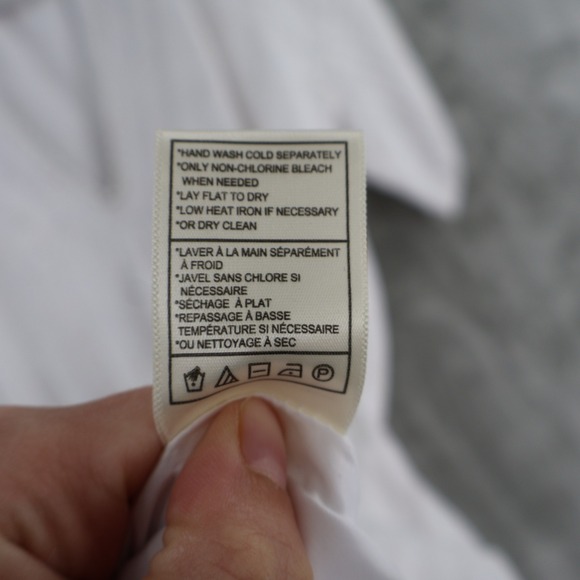 *HAND WASH COLD SEPARATELY
*ONLY NON-CHLORINE BLEACH
WHEN NEEDED
*LAY FLAT TO DRY
*LOW HEAT IRON IF NECESSARY
*OR DRY CLEAN
*LAVER À LA MAIN SÉPARÉMENT
À FROID
*JAVEL SANS CHLORE SI
NÉCESSAIRE
*SÉCHAGE À PLAT
*REPASSAGE À BASSE
TEMPÉRATURE SI NÉCESSAIRE
*OU NETTOYAGE À SEC
P